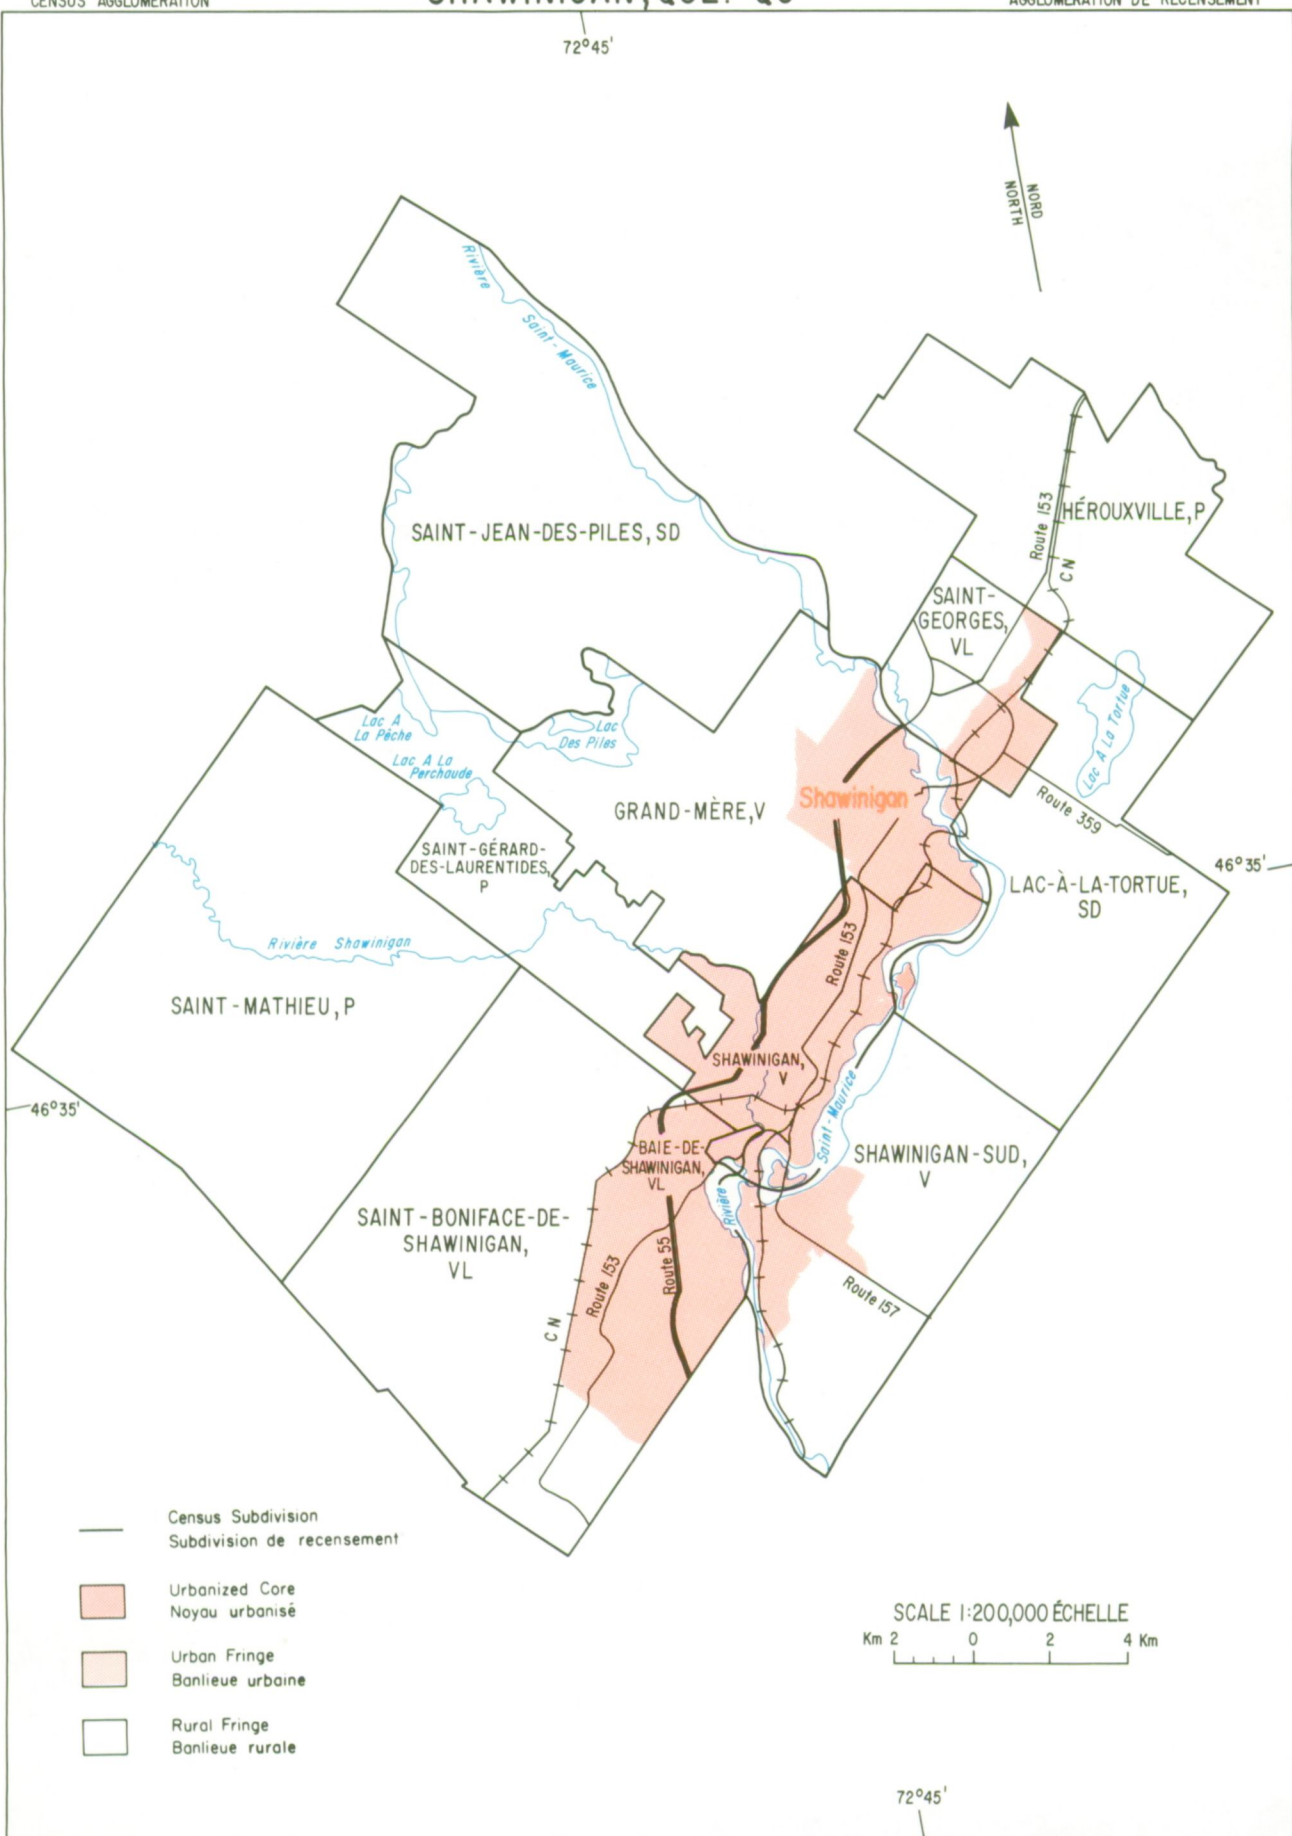 CENSUS AGGLOMERATION
SHAWINIGAN, QUE. - QC
AGGLOMÉRATION DE RECENSEMENT
72°45'
NORD
NORTH
Rivière
Saint-Maurice
SAINT-JEAN-DES-PILES, SD
HÉROUXVILLE, P
Route 153
CN
SAINT-
GEORGES,
VL
Lac A La Tortue
Lac A
La Pêche
Lac
Des Piles
Lac A La
Perchaude
GRAND-MÈRE, V
Shawinigan
Route 359
46°35'
SAINT-GÉRARD-
DES-LAURENTIDES,
P
LAC-À-LA-TORTUE,
SD
Rivière Shawinigan
Route 153
SAINT-MATHIEU, P
SHAWINIGAN,
V
46°35'
Saint-Maurice
Rivière
BAIE-DE-
SHAWINIGAN,
VL
SHAWINIGAN-SUD,
V
SAINT-BONIFACE-DE-
SHAWINIGAN,
VL
Route 153
Route 55
Route 157
CN
Census Subdivision
Subdivision de recensement
Urbanized Core
Noyau urbanisé
Urban Fringe
Banlieue urbaine
Rural Fringe
Banlieue rurale
SCALE 1:200,000 ÉCHELLE
Km 2 0 2 4 Km
72°45'